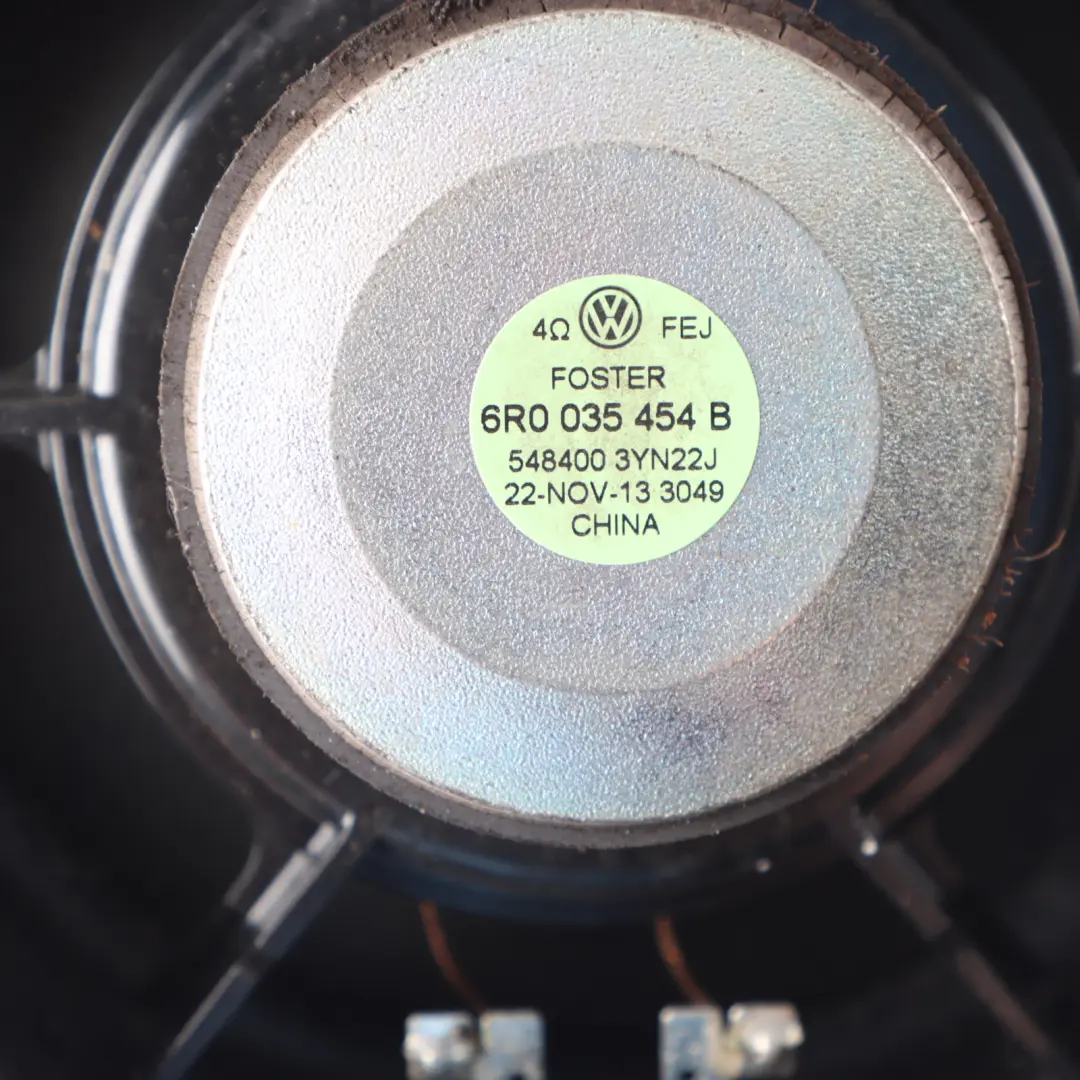 4Ω VW FEJ
FOSTER
6R0 035 454 B
548400 3YN22J
22-NOV-13 3049
CHINA